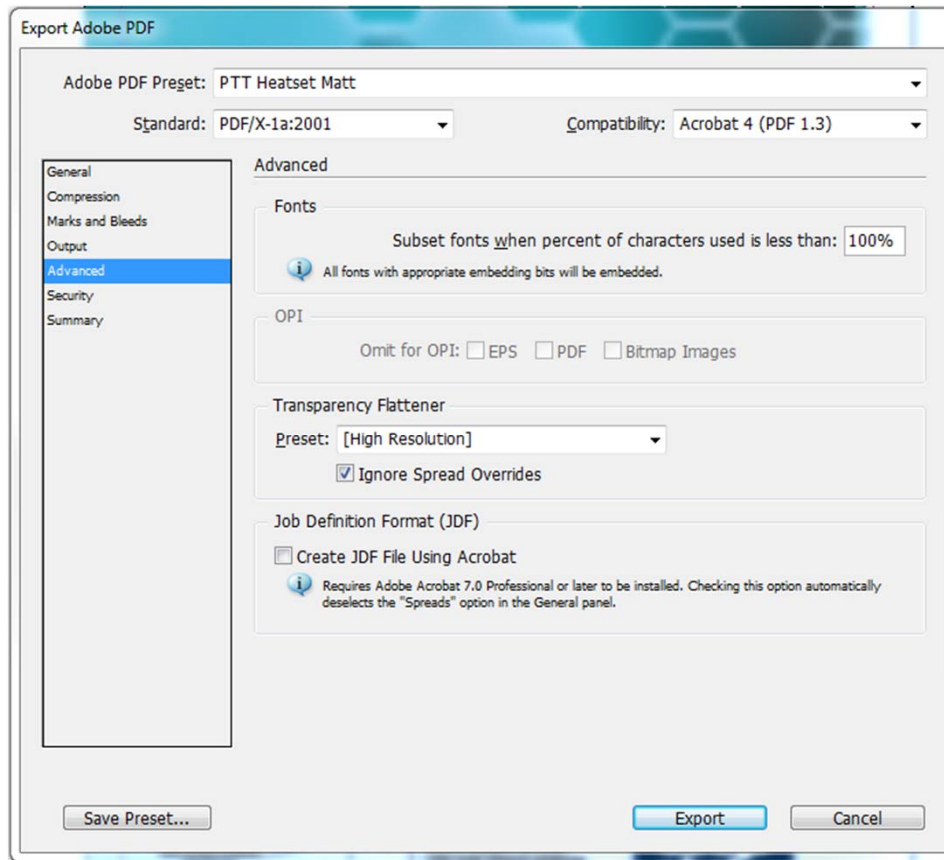 Export Adobe PDF
Adobe PDF Preset: PTT Heatset Matt
Standard: PDF/X-1a:2001 Compatibility: Acrobat 4 (PDF 1.3)
General
Compression
Marks and Bleeds
Output
Advanced
Security
Summary
Advanced
Fonts
Subset fonts when percent of characters used is less than: 100%
All fonts with appropriate embedding bits will be embedded.
OPI
Omit for OPI: EPS PDF Bitmap Images
Transparency Flattener
Preset: [High Resolution]
Ignore Spread Overrides
Job Definition Format (JDF)
Create JDF File Using Acrobat
Requires Adobe Acrobat 7.0 Professional or later to be installed. Checking this option automatically
deselects the "Spreads" option in the General panel.
Save Preset... Export Cancel